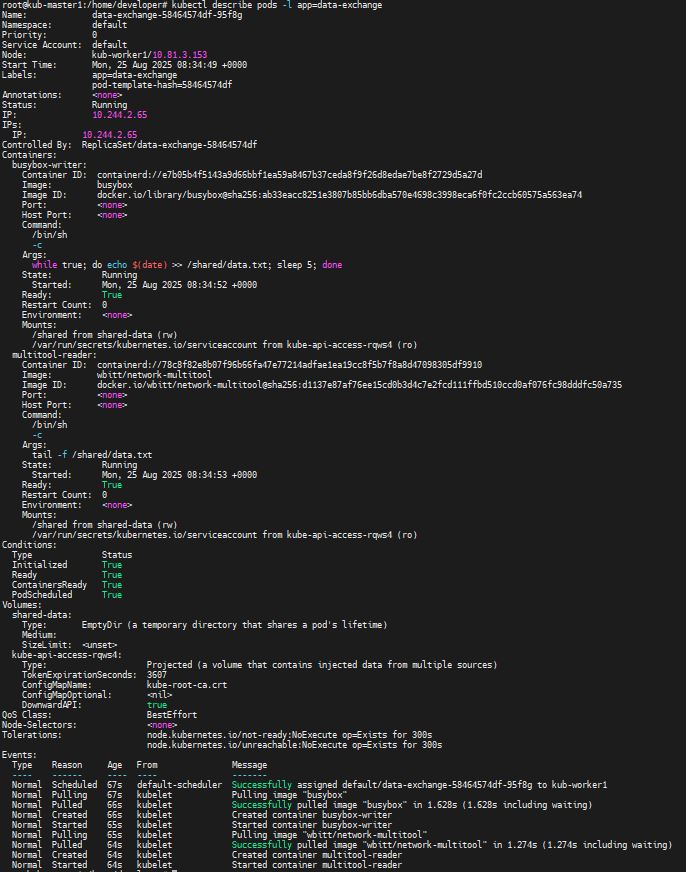 root@kub-master1:/home/developer# kubectl describe pods -l app=data-exchange
Name:             data-exchange-58464574df-95f8g
Namespace:        default
Priority:         0
Service Account:  default
Node:             kub-worker1/10.81.3.153
Start Time:       Mon, 25 Aug 2025 08:34:49 +0000
Labels:           app=data-exchange
                  pod-template-hash=58464574df
Annotations:      <none>
Status:           Running
IP:               10.244.2.65
IPs:
  IP:           10.244.2.65
Controlled By:  ReplicaSet/data-exchange-58464574df
Containers:
  busybox-writer:
    Container ID:  containerd://e7b05b4f5143a9d66bbf1ea59a8467b37ceda8f9f26d8edae7be8f2729d5a27d
    Image:         busybox
    Image ID:      docker.io/library/busybox@sha256:ab33eacc8251e3807b85bb6dba570e4698c3998eca6f0fc2ccb60575a563ea74
    Port:          <none>
    Host Port:     <none>
    Command:
      /bin/sh
      -c
    Args:
      while true; do echo $(date) >> /shared/data.txt; sleep 5; done
    State:          Running
      Started:      Mon, 25 Aug 2025 08:34:52 +0000
    Ready:          True
    Restart Count:  0
    Environment:    <none>
    Mounts:
      /shared from shared-data (rw)
      /var/run/secrets/kubernetes.io/serviceaccount from kube-api-access-rqws4 (ro)
  multitool-reader:
    Container ID:  containerd://78c8f82e8b07f96b66fa47e77214adfae1ea19cc8f5b7f8a8d47098305df9910
    Image:         wbitt/network-multitool
    Image ID:      docker.io/wbitt/network-multitool@sha256:d1137e87af76ee15cd0b3d4c7e2fcd111ffbd510ccd0af076fc98dddfc50a735
    Port:          <none>
    Host Port:     <none>
    Command:
      /bin/sh
      -c
    Args:
      tail -f /shared/data.txt
    State:          Running
      Started:      Mon, 25 Aug 2025 08:34:53 +0000
    Ready:          True
    Restart Count:  0
    Environment:    <none>
    Mounts:
      /shared from shared-data (rw)
      /var/run/secrets/kubernetes.io/serviceaccount from kube-api-access-rqws4 (ro)
Conditions:
  Type              Status
  Initialized       True
  Ready             True
  ContainersReady   True
  PodScheduled      True
Volumes:
  shared-data:
    Type:       EmptyDir (a temporary directory that shares a pod's lifetime)
    Medium:
    SizeLimit:  <unset>
  kube-api-access-rqws4:
    Type:                    Projected (a volume that contains injected data from multiple sources)
    TokenExpirationSeconds:  3607
    ConfigMapName:           kube-root-ca.crt
    ConfigMapOptional:       <nil>
    DownwardAPI:             true
QoS Class:                   BestEffort
Node-Selectors:              <none>
Tolerations:                 node.kubernetes.io/not-ready:NoExecute op=Exists for 300s
                             node.kubernetes.io/unreachable:NoExecute op=Exists for 300s
Events:
  Type    Reason     Age   From               Message
  ----    ------     ----  ----               -------
  Normal  Scheduled  67s   default-scheduler  Successfully assigned default/data-exchange-58464574df-95f8g to kub-worker1
  Normal  Pulling    67s   kubelet            Pulling image "busybox"
  Normal  Pulled     66s   kubelet            Successfully pulled image "busybox" in 1.628s (1.628s including waiting)
  Normal  Created    66s   kubelet            Created container busybox-writer
  Normal  Started    65s   kubelet            Started container busybox-writer
  Normal  Pulling    65s   kubelet            Pulling image "wbitt/network-multitool"
  Normal  Pulled     64s   kubelet            Successfully pulled image "wbitt/network-multitool" in 1.274s (1.274s including waiting)
  Normal  Created    64s   kubelet            Created container multitool-reader
  Normal  Started    64s   kubelet            Started container multitool-reader